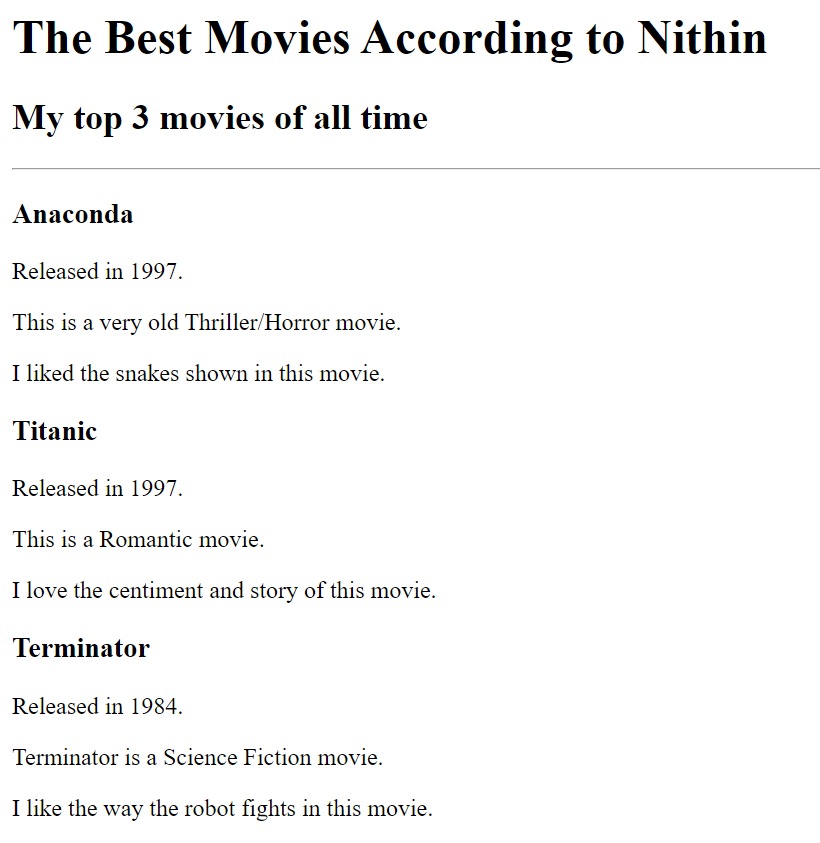 The Best Movies According to Nithin
My top 3 movies of all time
Anaconda
Released in 1997.
This is a very old Thriller/Horror movie.
I liked the snakes shown in this movie.
Titanic
Released in 1997.
This is a Romantic movie.
I love the centiment and story of this movie.
Terminator
Released in 1984.
Terminator is a Science Fiction movie.
I like the way the robot fights in this movie.